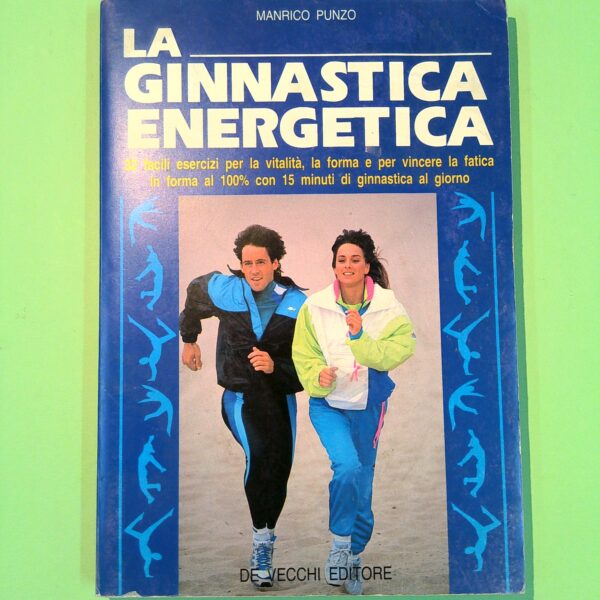 MANRICO PUNZO
LA
GINNASTICA
ENERGETICA
facili esercizi per la vitalità, la forma e per vincere la fatica
in forma al 100% con 15 minuti di ginnastica al giorno
DE VECCHI EDITORE